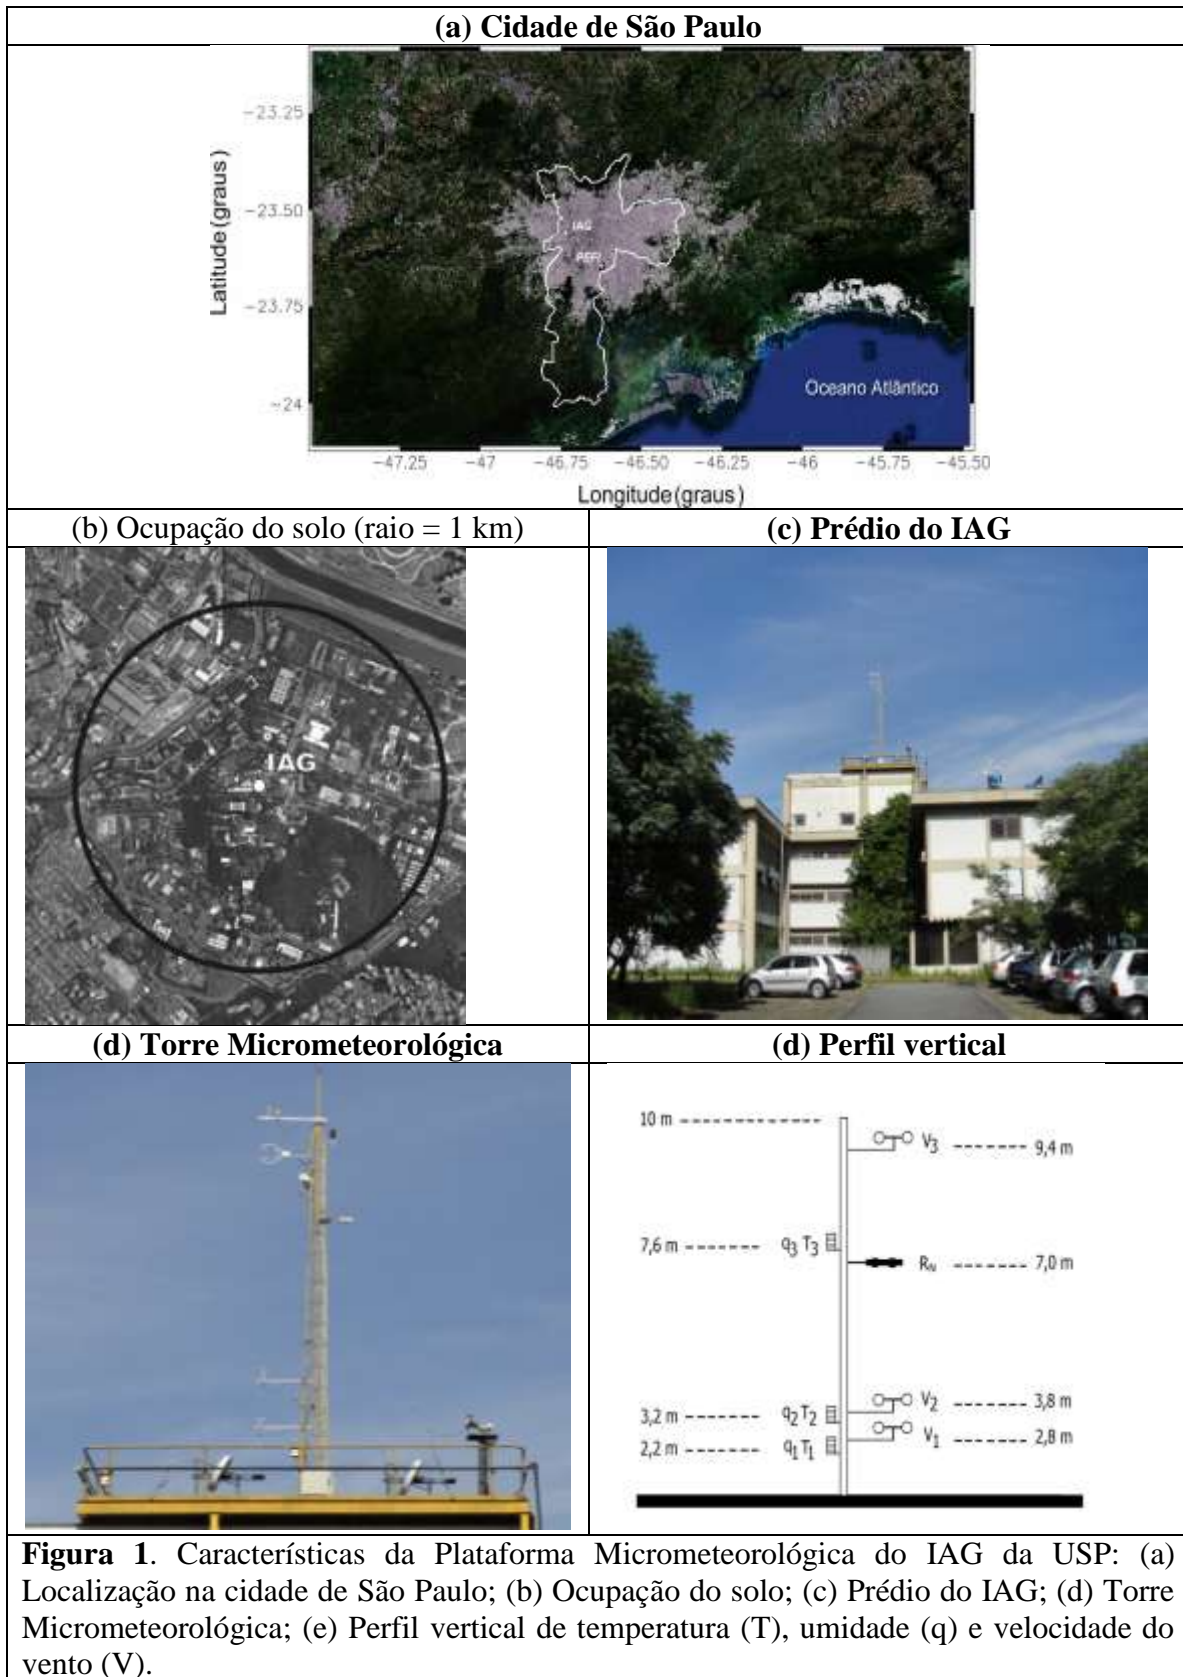 (a) Cidade de São Paulo
−23.25
−23.50
−23.75
−24
Latitude(graus)
IAG
Oceano Atlântico
−47.25 −47 −46.75 −46.50 −46.25 −46 −45.75 −45.50
Longitude(graus)
(b) Ocupação do solo (raio = 1 km)
(c) Prédio do IAG
IAG
(d) Torre Micrometeorológica
(d) Perfil vertical
10 m
V3 9,4 m
7,6 m q3 T3
RN 7,0 m
V2 3,8 m
3,2 m q2 T2
V1 2,8 m
2,2 m q1 T1
Figura 1. Características da Plataforma Micrometeorológica do IAG da USP: (a)
Localização na cidade de São Paulo; (b) Ocupação do solo; (c) Prédio do IAG; (d) Torre
Micrometeorológica; (e) Perfil vertical de temperatura (T), umidade (q) e velocidade do
vento (V).